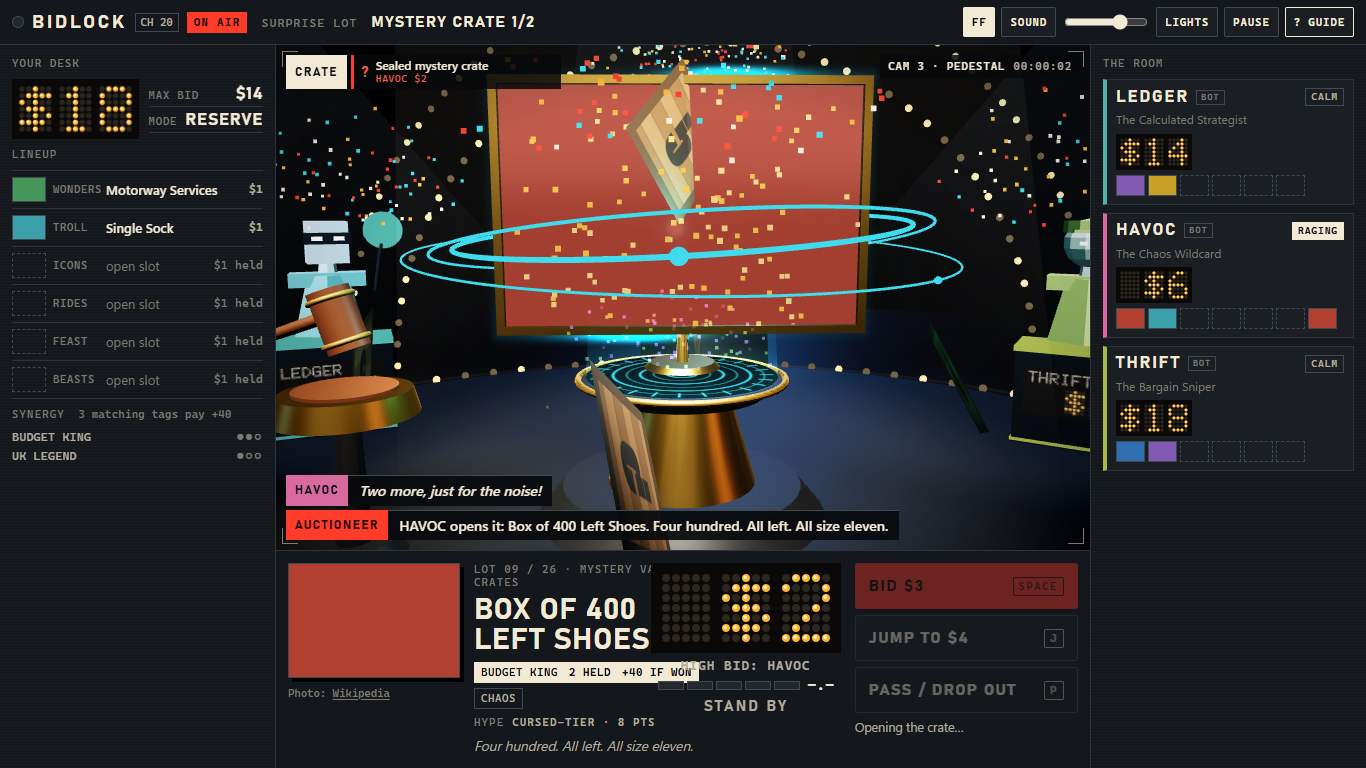 BIDLOCK
CH 20
ON AIR
SURPRISE LOT
MYSTERY CRATE 1/2
FF
SOUND
LIGHTS
PAUSE
? GUIDE
YOUR DESK
$18
MAX BID $14
MODE RESERVE
LINEUP
WONDERS Motorway Services $1
TROLL Single Sock $1
ICONS open slot $1 held
RIDES open slot $1 held
FEAST open slot $1 held
BEASTS open slot $1 held
SYNERGY 3 matching tags pay +40
BUDGET KING
UK LEGEND
CRATE
? Sealed mystery crate
HAVOC $2
CAM 3 · PEDESTAL 00:00:02
LEDGER
THRIFT
$
HAVOC Two more, just for the noise!
AUCTIONEER HAVOC opens it: Box of 400 Left Shoes. Four hundred. All left. All size eleven.
Photo: Wikipedia
LOT 09 / 26 · MYSTERY VA
CRATES
BOX OF 400
LEFT SHOES
BUDGET KING 2 HELD +40 IF WON
CHAOS
HYPE CURSED-TIER · 8 PTS
Four hundred. All left. All size eleven.
$2
HIGH BID: HAVOC
-.-
STAND BY
BID $3 SPACE
JUMP TO $4 J
PASS / DROP OUT P
Opening the crate…
THE ROOM
LEDGER BOT CALM
The Calculated Strategist
$14
HAVOC BOT RAGING
The Chaos Wildcard
$6
THRIFT BOT CALM
The Bargain Sniper
$18